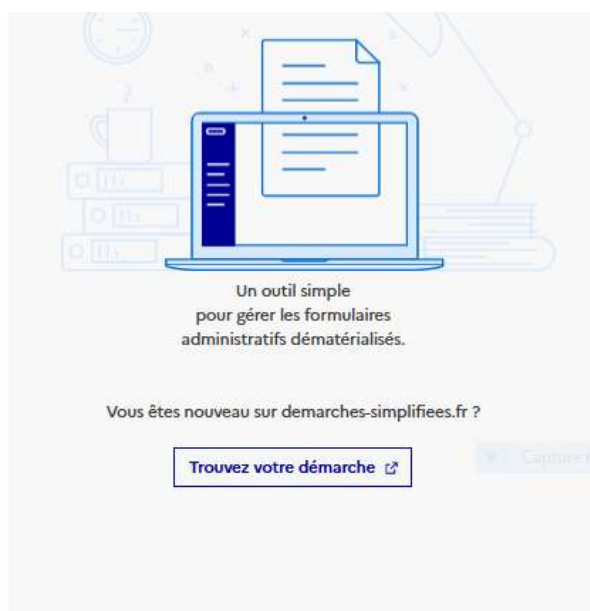 Un outil simple
pour gérer les formulaires
administratifs dématérialisés.
Vous êtes nouveau sur demarches-simplifiees.fr ?
Trouvez votre démarche
Capture